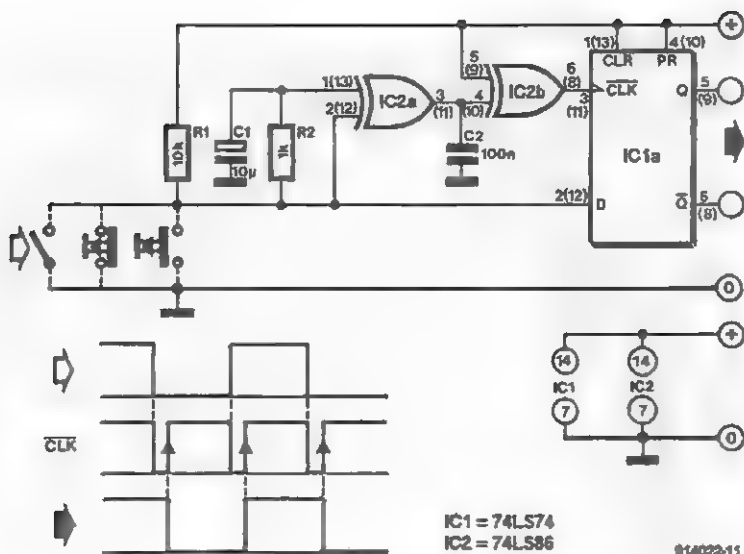 +
1(13)
4(10)
CLR
PR
5
(9)
6
(8)
CLK
3
(11)
Q
5
(9)
IC2b
1(13)
2(12)
IC2a
3
(11)
4
(10)
C2
100n
IC1a
R1
10k
C1
10µ
R2
1k
2(12)
D
Q
6
(8)
0
+
14
14
IC1
IC2
7
7
0
CLK
IC1 = 74LS74
IC2 = 74LS86